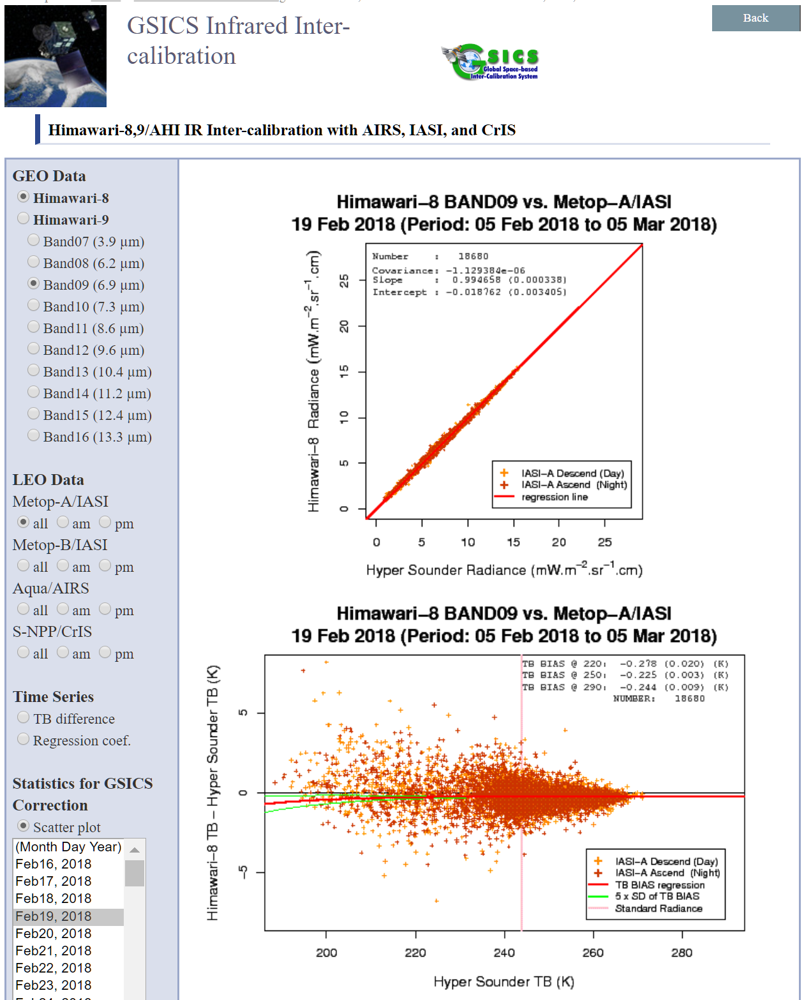 GSICS Infrared Inter-
calibration
Back
GSICS
Global Space-based
Inter-Calibration System
Himawari-8,9/AHI IR Inter-calibration with AIRS, IASI, and CrIS
GEO Data
Himawari-8
Himawari-9
Band07 (3.9 µm)
Band08 (6.2 µm)
Band09 (6.9 µm)
Band10 (7.3 µm)
Band11 (8.6 µm)
Band12 (9.6 µm)
Band13 (10.4 µm)
Band14 (11.2 µm)
Band15 (12.4 µm)
Band16 (13.3 µm)
LEO Data
Metop-A/IASI
all am pm
Metop-B/IASI
all am pm
Aqua/AIRS
all am pm
S-NPP/CrIS
all am pm
Time Series
TB difference
Regression coef.
Statistics for GSICS
Correction
Scatter plot
(Month Day Year)
Feb16, 2018
Feb17, 2018
Feb18, 2018
Feb19, 2018
Feb20, 2018
Feb21, 2018
Feb22, 2018
Feb23, 2018
Himawari−8 BAND09 vs. Metop−A/IASI
19 Feb 2018 (Period: 05 Feb 2018 to 05 Mar 2018)
Number : 18680
Covariance: −1.129384e−06
Slope : 0.994658 (0.000338)
Intercept : −0.018762 (0.003405)
Himawari−8 Radiance (mW.m−2.sr−1.cm)
25
20
15
10
5
0
IASI−A Descend (Day)
IASI−A Ascend (Night)
regression line
0 5 10 15 20 25
Hyper Sounder Radiance (mW.m−2.sr−1.cm)
Himawari−8 BAND09 vs. Metop−A/IASI
19 Feb 2018 (Period: 05 Feb 2018 to 05 Mar 2018)
TB BIAS @ 220: −0.278 (0.020) (K)
TB BIAS @ 250: −0.225 (0.003) (K)
TB BIAS @ 290: −0.244 (0.009) (K)
NUMBER: 18680
Himawari−8 TB − Hyper Sounder TB (K)
5
0
−5
IASI−A Descend (Day)
IASI−A Ascend (Night)
TB BIAS regression
5 x SD of TB BIAS
Standard Radiance
200 220 240 260 280
Hyper Sounder TB (K)